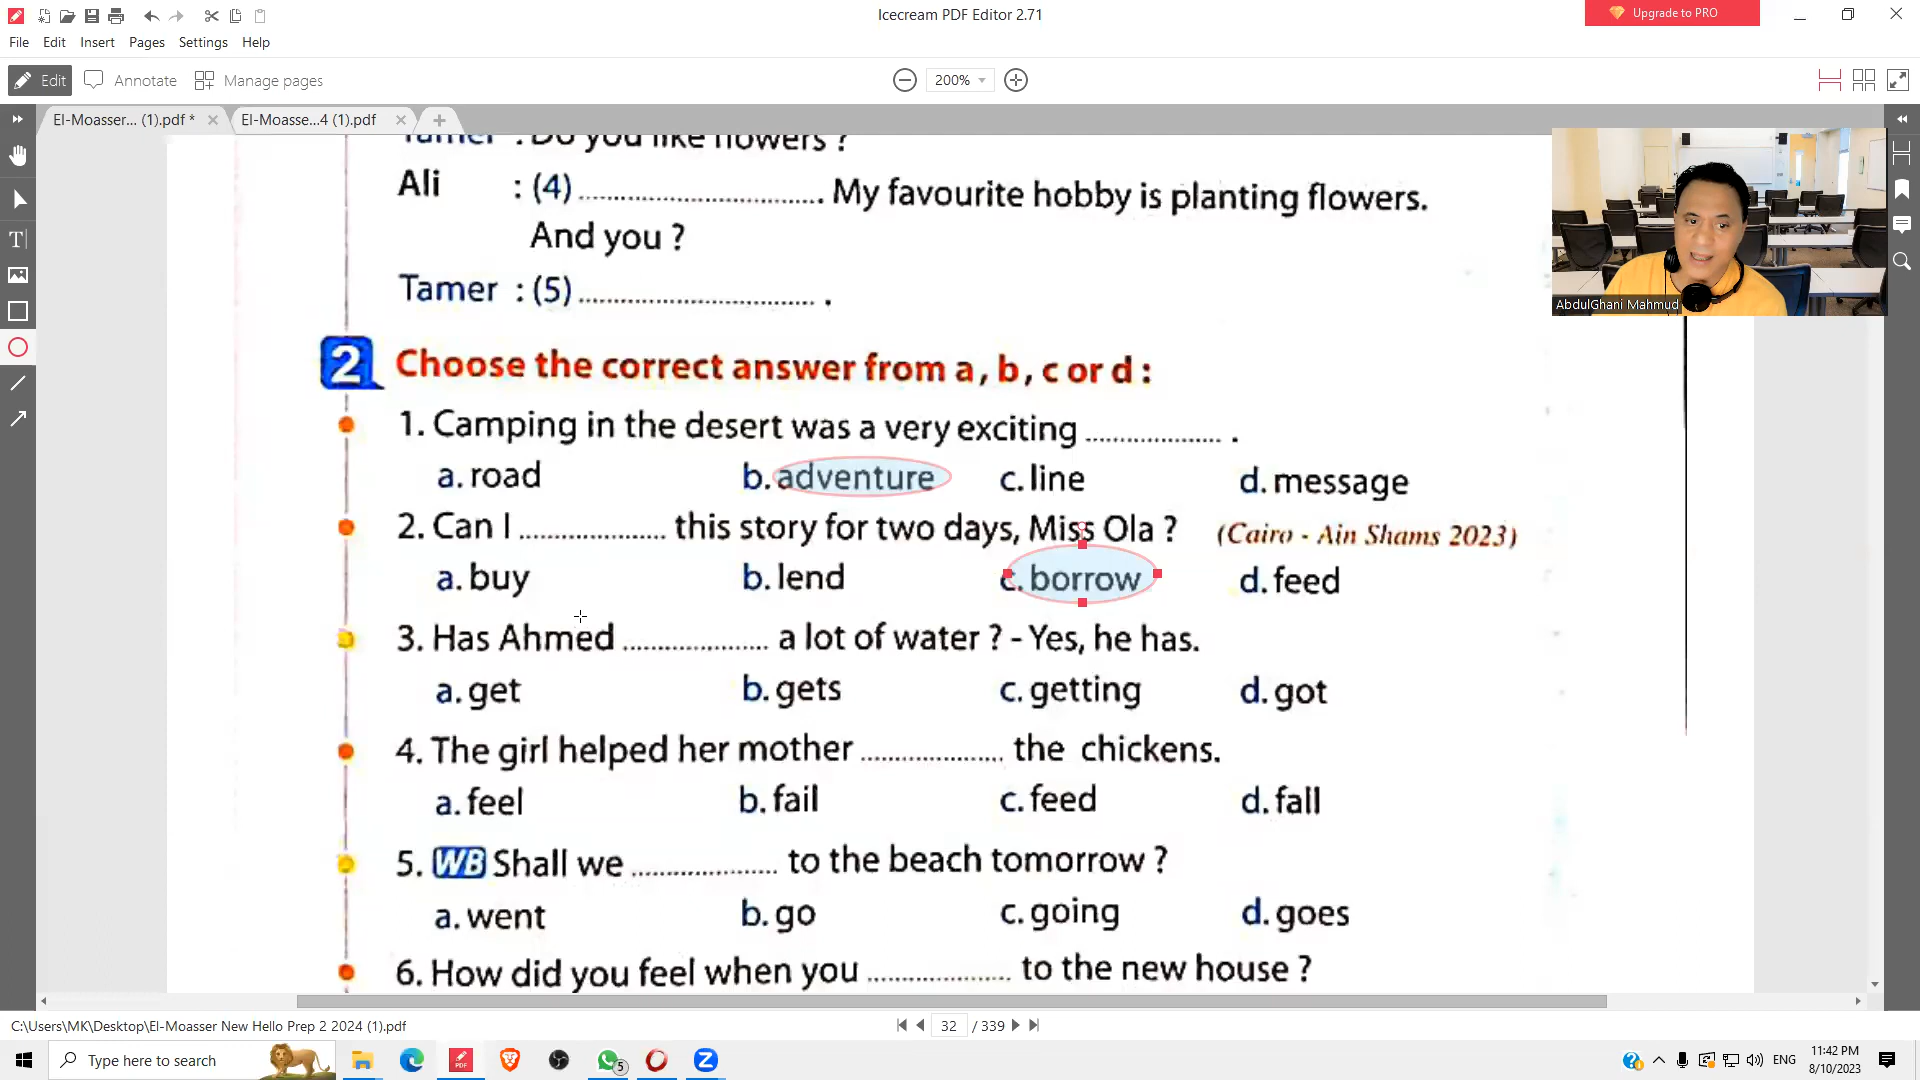 Icecream PDF Editor 2.71
Upgrade to PRO
File Edit Insert Pages Settings Help
Edit Annotate Manage pages
200%
El-Moasser... (1).pdf *
El-Moasse...4 (1).pdf
Tamer : Do you like flowers ?
Ali : (4) ........................... . My favourite hobby is planting flowers.
And you ?
Tamer : (5) ........................... .
AbdulGhani Mahmud
2 Choose the correct answer from a , b , c or d :
1. Camping in the desert was a very exciting .................... .
a. road b. adventure c. line d. message
2. Can I .................... this story for two days, Miss Ola ? (Cairo - Ain Shams 2023)
a. buy b. lend c. borrow d. feed
3. Has Ahmed .................... a lot of water ? - Yes, he has.
a. get b. gets c. getting d. got
4. The girl helped her mother .................... the chickens.
a. feel b. fail c. feed d. fall
5. WB Shall we .................... to the beach tomorrow ?
a. went b. go c. going d. goes
6. How did you feel when you .................... to the new house ?
C:\Users\MK\Desktop\El-Moasser New Hello Prep 2 2024 (1).pdf
32 / 339
Type here to search
PDF
5
ENG
11:42 PM
8/10/2023